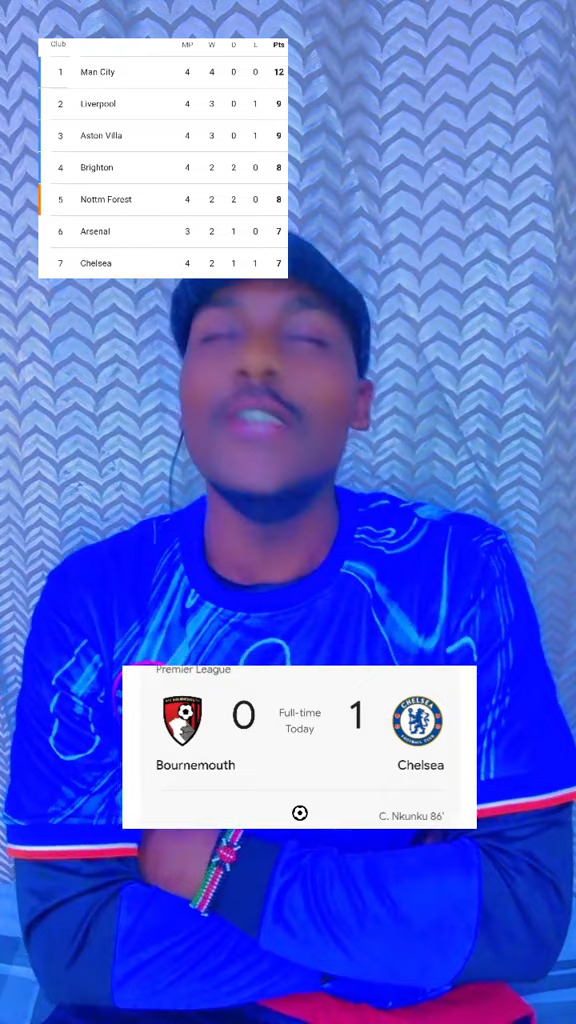 Club MP W D L Pts
1 Man City 4 4 0 0 12
2 Liverpool 4 3 0 1 9
3 Aston Villa 4 3 0 1 9
4 Brighton 4 2 2 0 8
5 Nottm Forest 4 2 2 0 8
6 Arsenal 3 2 1 0 7
7 Chelsea 4 2 1 1 7
Premier League
0 Full-time 1
Today
CHELSEA
FOOTBALL CLUB
Bournemouth Chelsea
C. Nkunku 86'